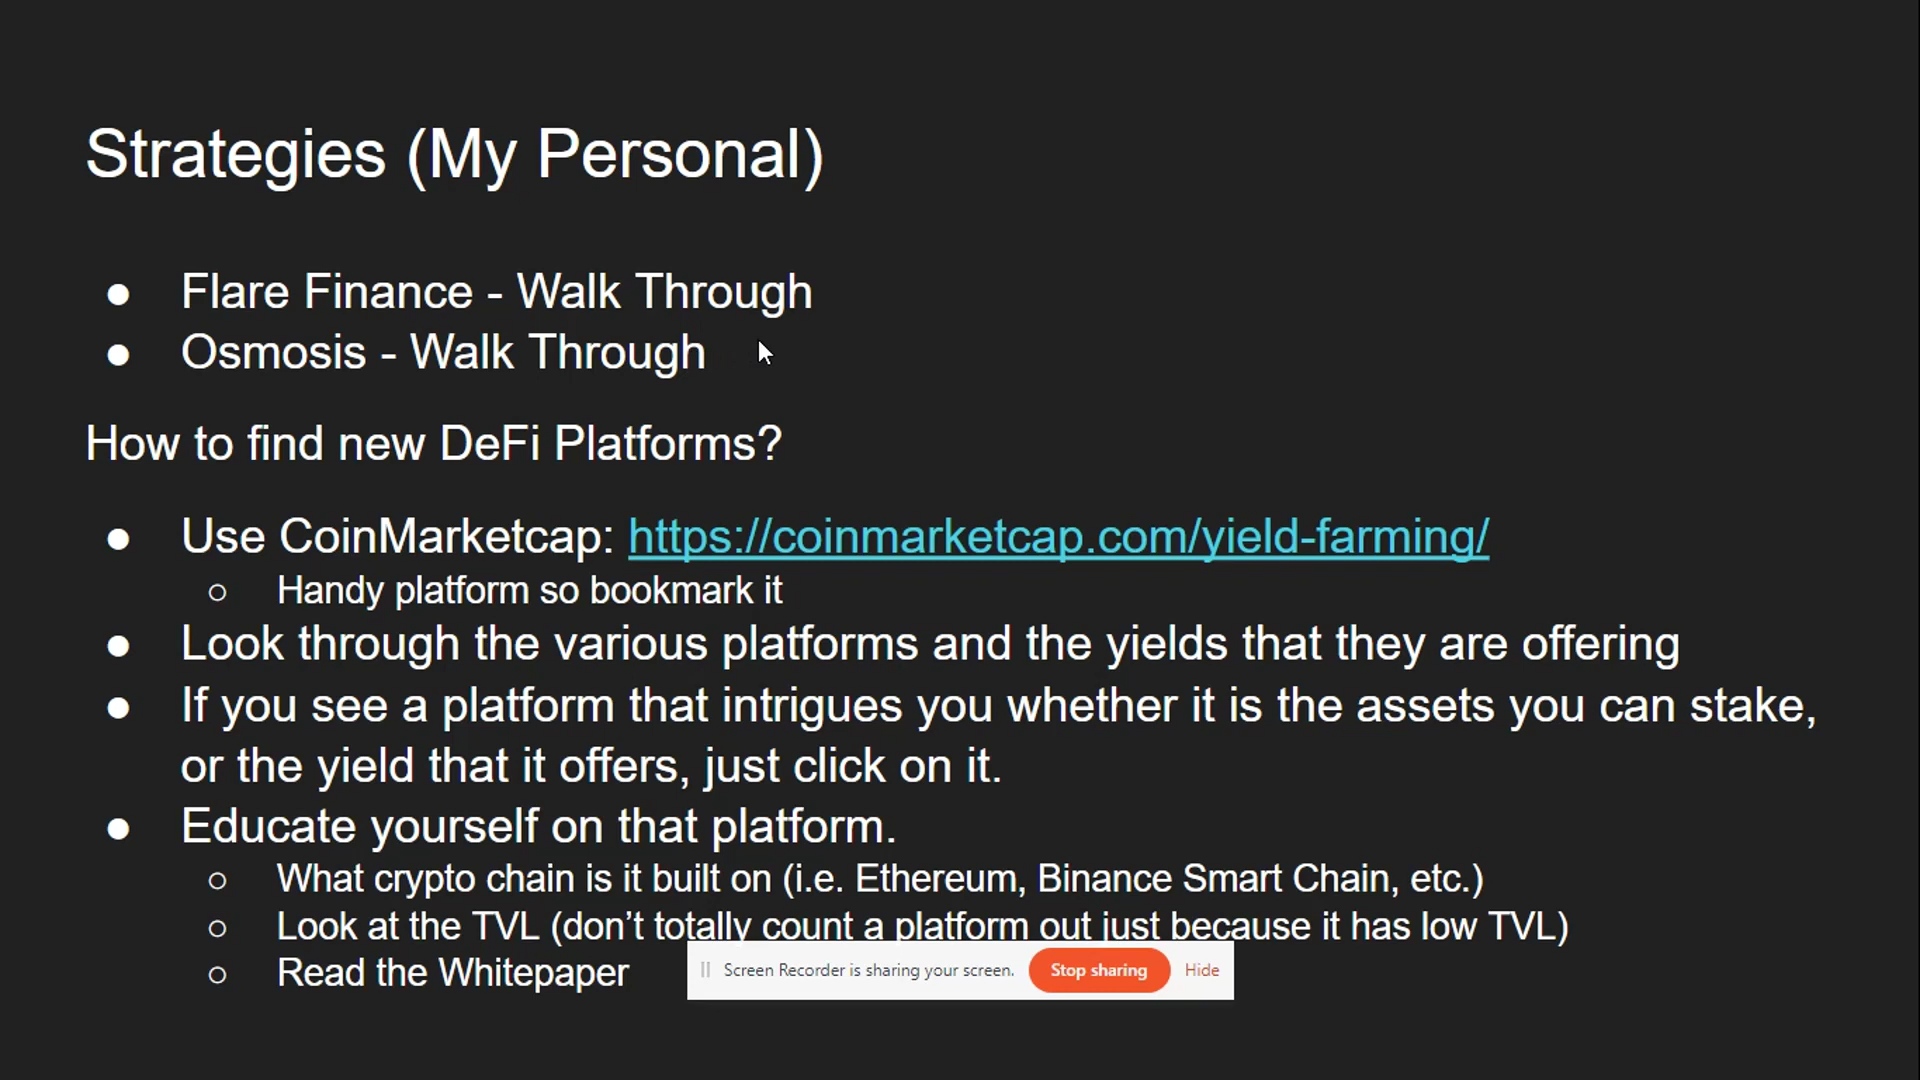 Strategies (My Personal)
● Flare Finance - Walk Through
● Osmosis - Walk Through
How to find new DeFi Platforms?
● Use CoinMarketcap: https://coinmarketcap.com/yield-farming/
○ Handy platform so bookmark it
● Look through the various platforms and the yields that they are offering
● If you see a platform that intrigues you whether it is the assets you can stake,
or the yield that it offers, just click on it.
● Educate yourself on that platform.
○ What crypto chain is it built on (i.e. Ethereum, Binance Smart Chain, etc.)
○ Look at the TVL (don’t totally count a platform out just because it has low TVL)
○ Read the Whitepaper
Screen Recorder is sharing your screen. Stop sharing Hide